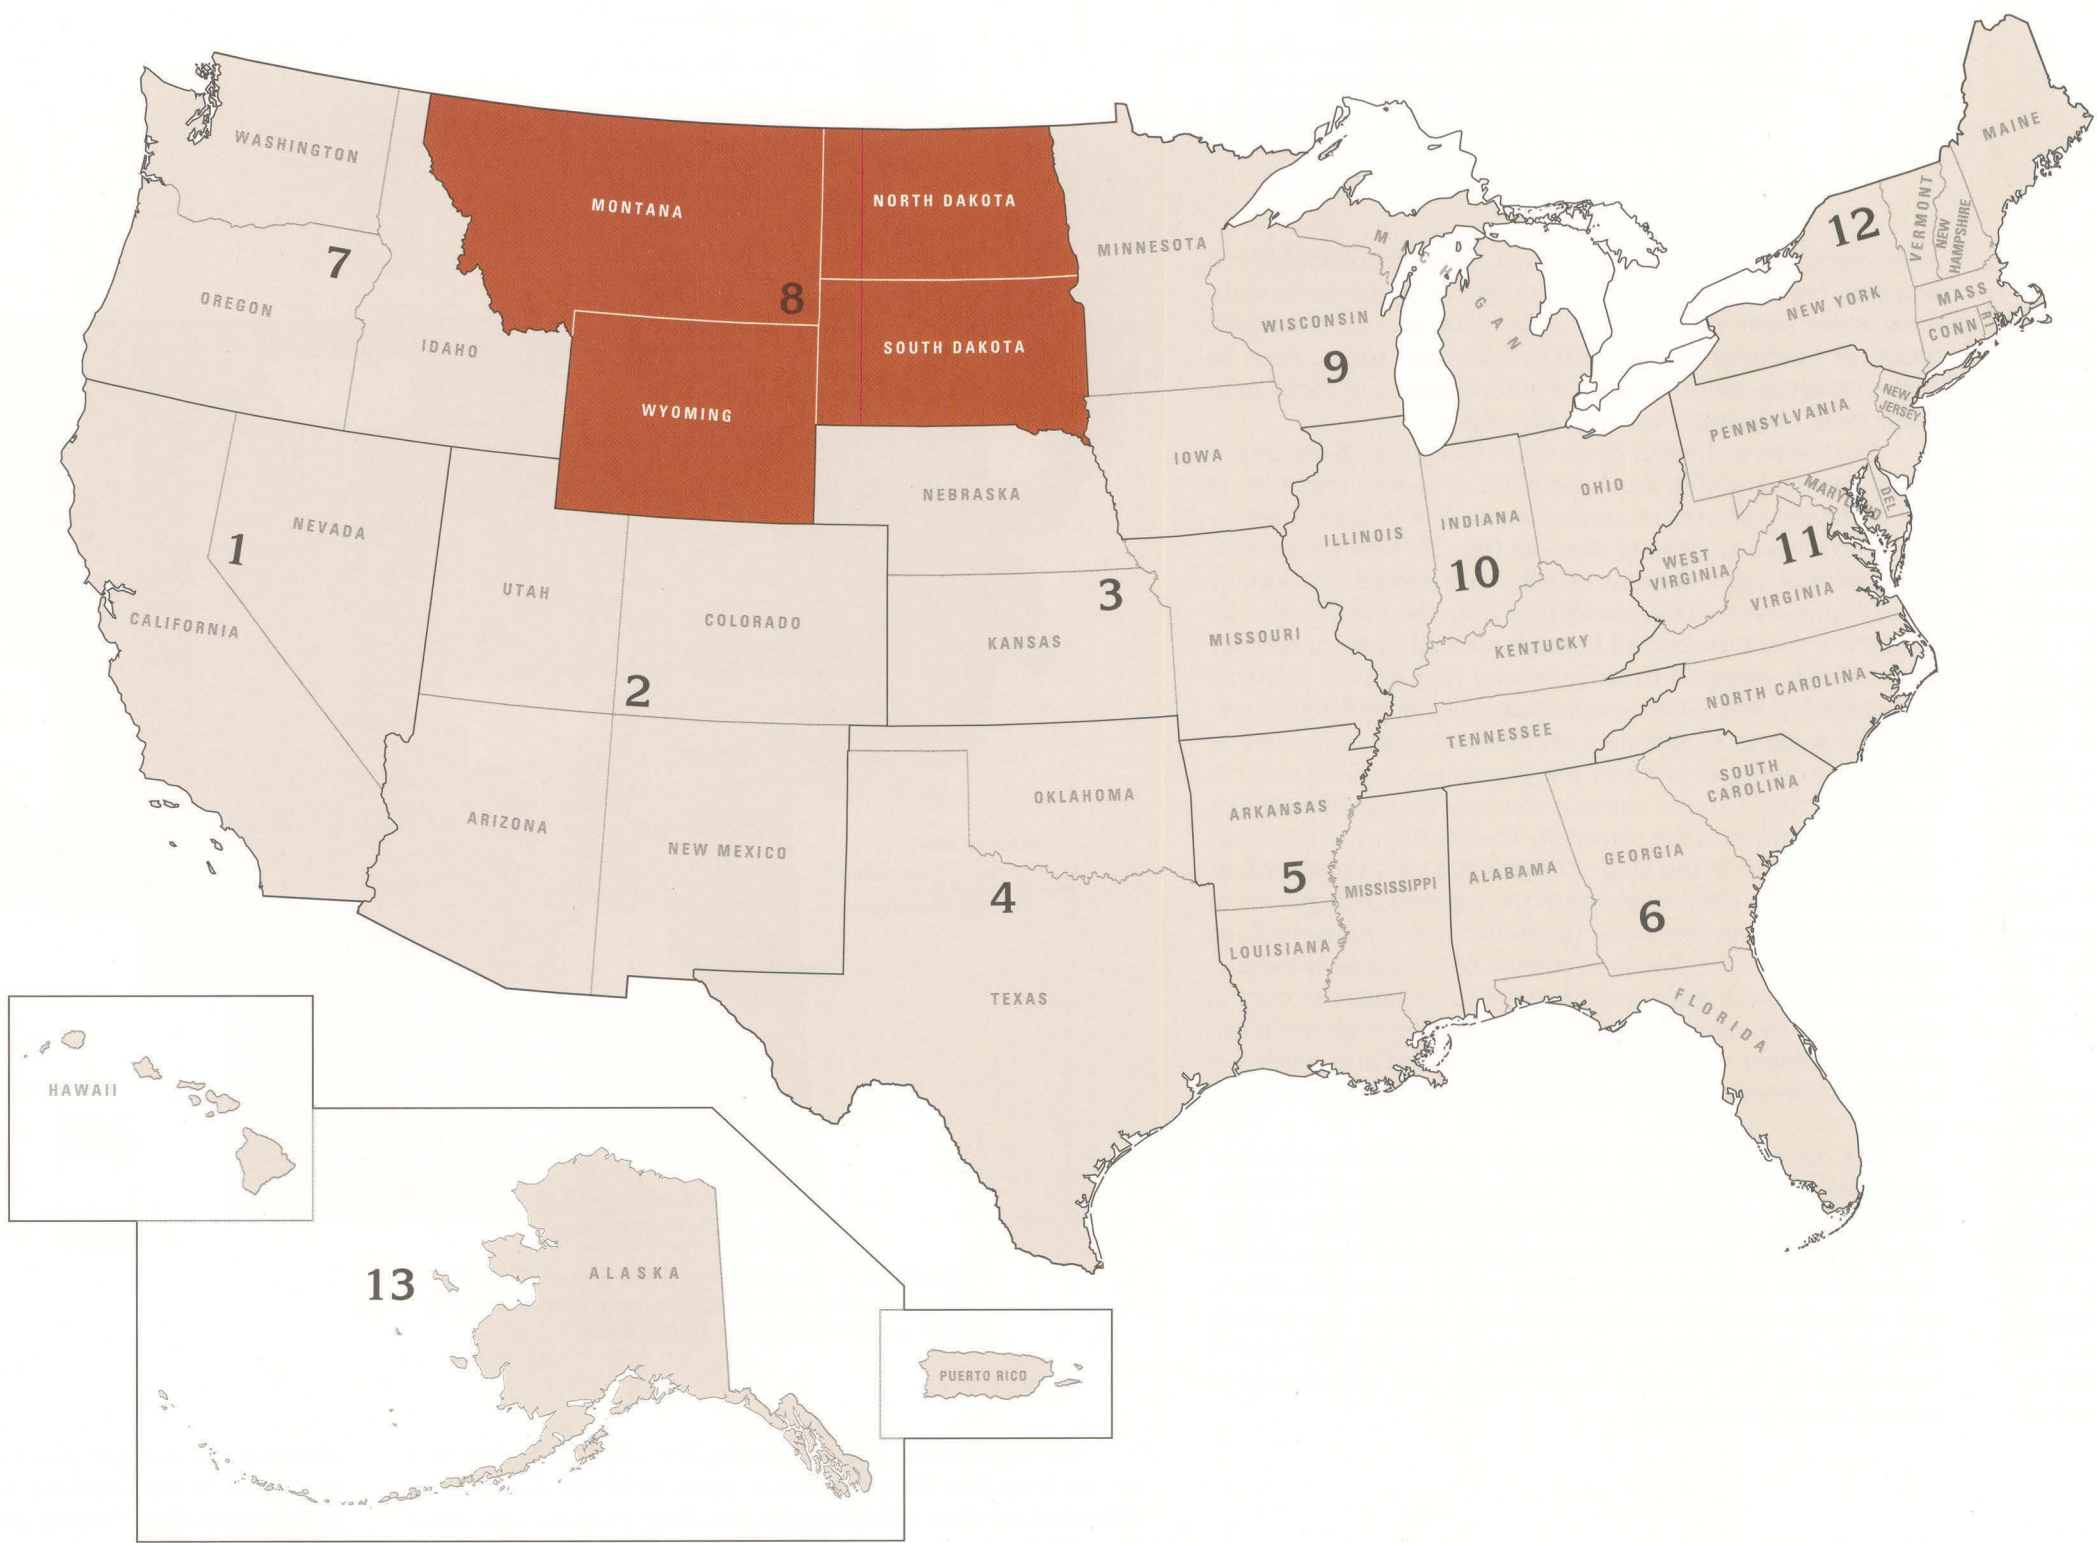 WASHINGTON
MONTANA
NORTH DAKOTA
MINNESOTA
MAINE
VERMONT
NEW
HAMPSHIRE
12
7
OREGON
IDAHO
8
SOUTH DAKOTA
WYOMING
WISCONSIN
9
MICHIGAN
NEW YORK
MASS
CONN
RI
NEW
JERSEY
PENNSYLVANIA
IOWA
NEBRASKA
OHIO
INDIANA
ILLINOIS
10
MARYLAND
DEL
11
WEST
VIRGINIA
VIRGINIA
1
NEVADA
CALIFORNIA
UTAH
COLORADO
2
3
KANSAS
MISSOURI
KENTUCKY
NORTH CAROLINA
TENNESSEE
SOUTH
CAROLINA
ARIZONA
NEW MEXICO
OKLAHOMA
ARKANSAS
4
5
MISSISSIPPI
ALABAMA
GEORGIA
6
LOUISIANA
TEXAS
FLORIDA
HAWAII
13
ALASKA
PUERTO RICO